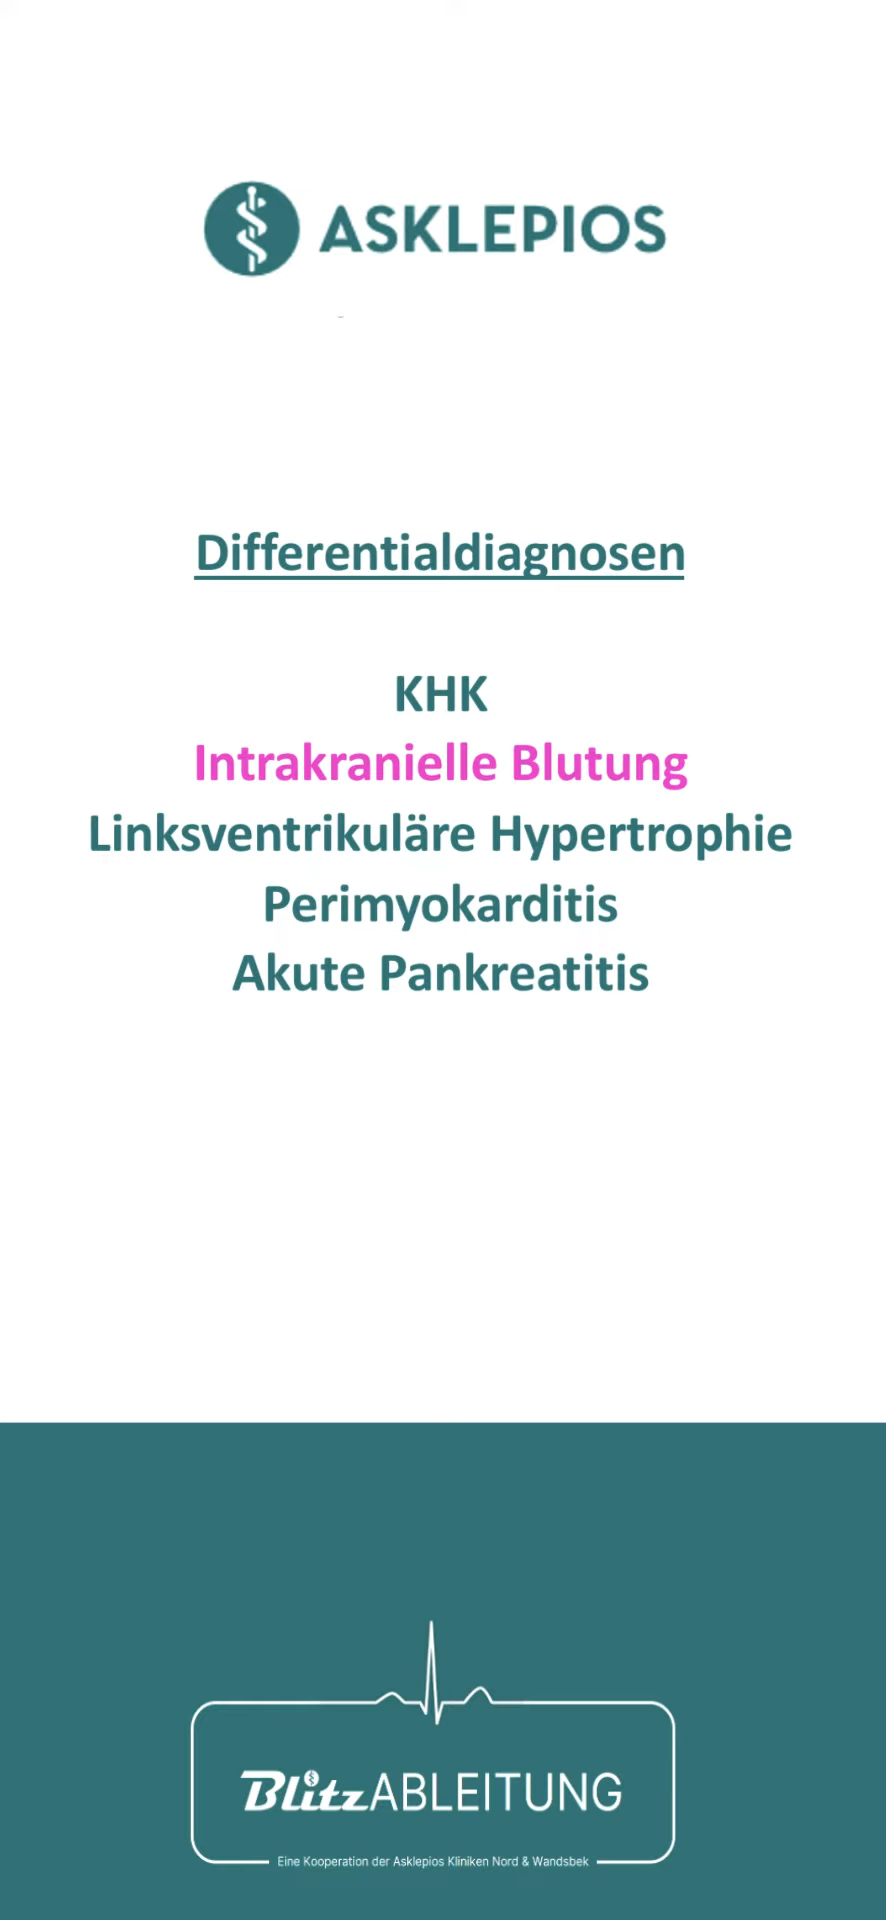 ASKLEPIOS
Differentialdiagnosen
KHK
Intrakranielle Blutung
Linksventrikuläre Hypertrophie
Perimyokarditis
Akute Pankreatitis
BlitzABLEITUNG
Eine Kooperation der Asklepios Kliniken Nord & Wandsbek